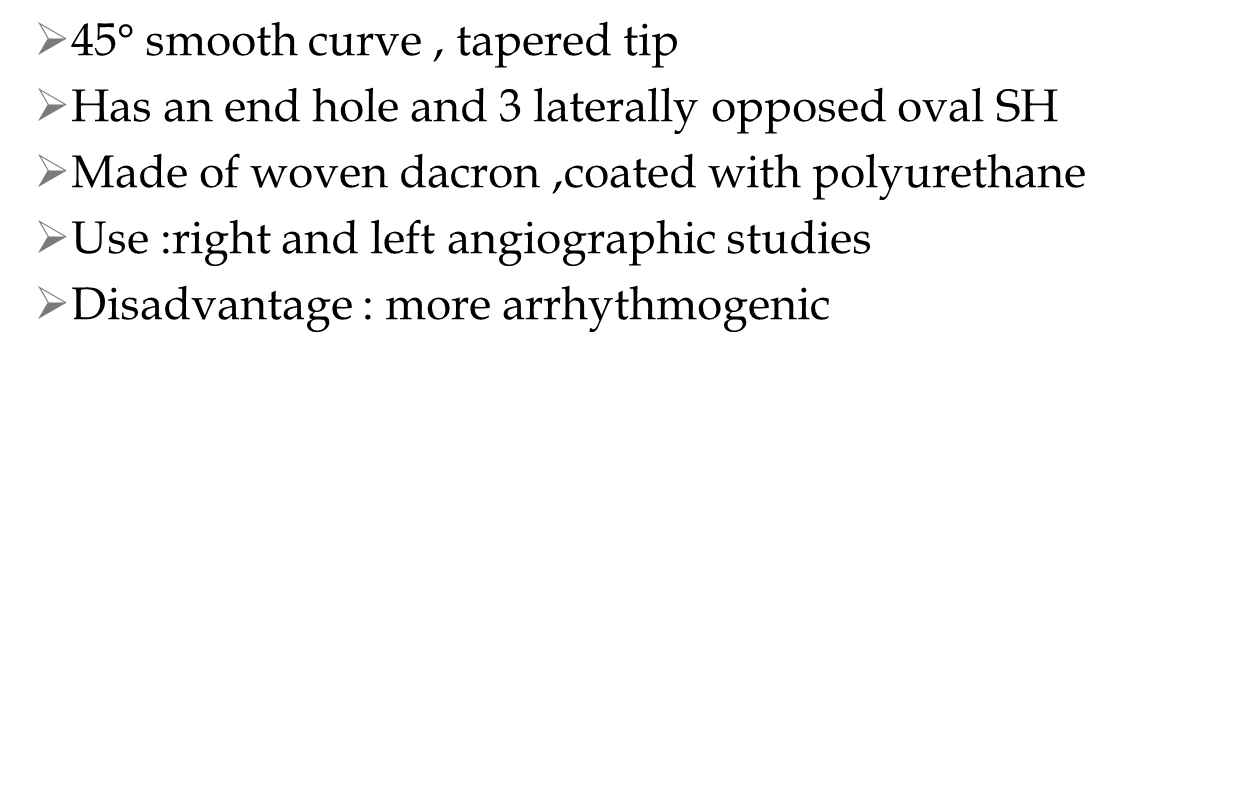 ➢45° smooth curve , tapered tip
➢Has an end hole and 3 laterally opposed oval SH
➢Made of woven dacron ,coated with polyurethane
➢Use :right and left angiographic studies
➢Disadvantage : more arrhythmogenic